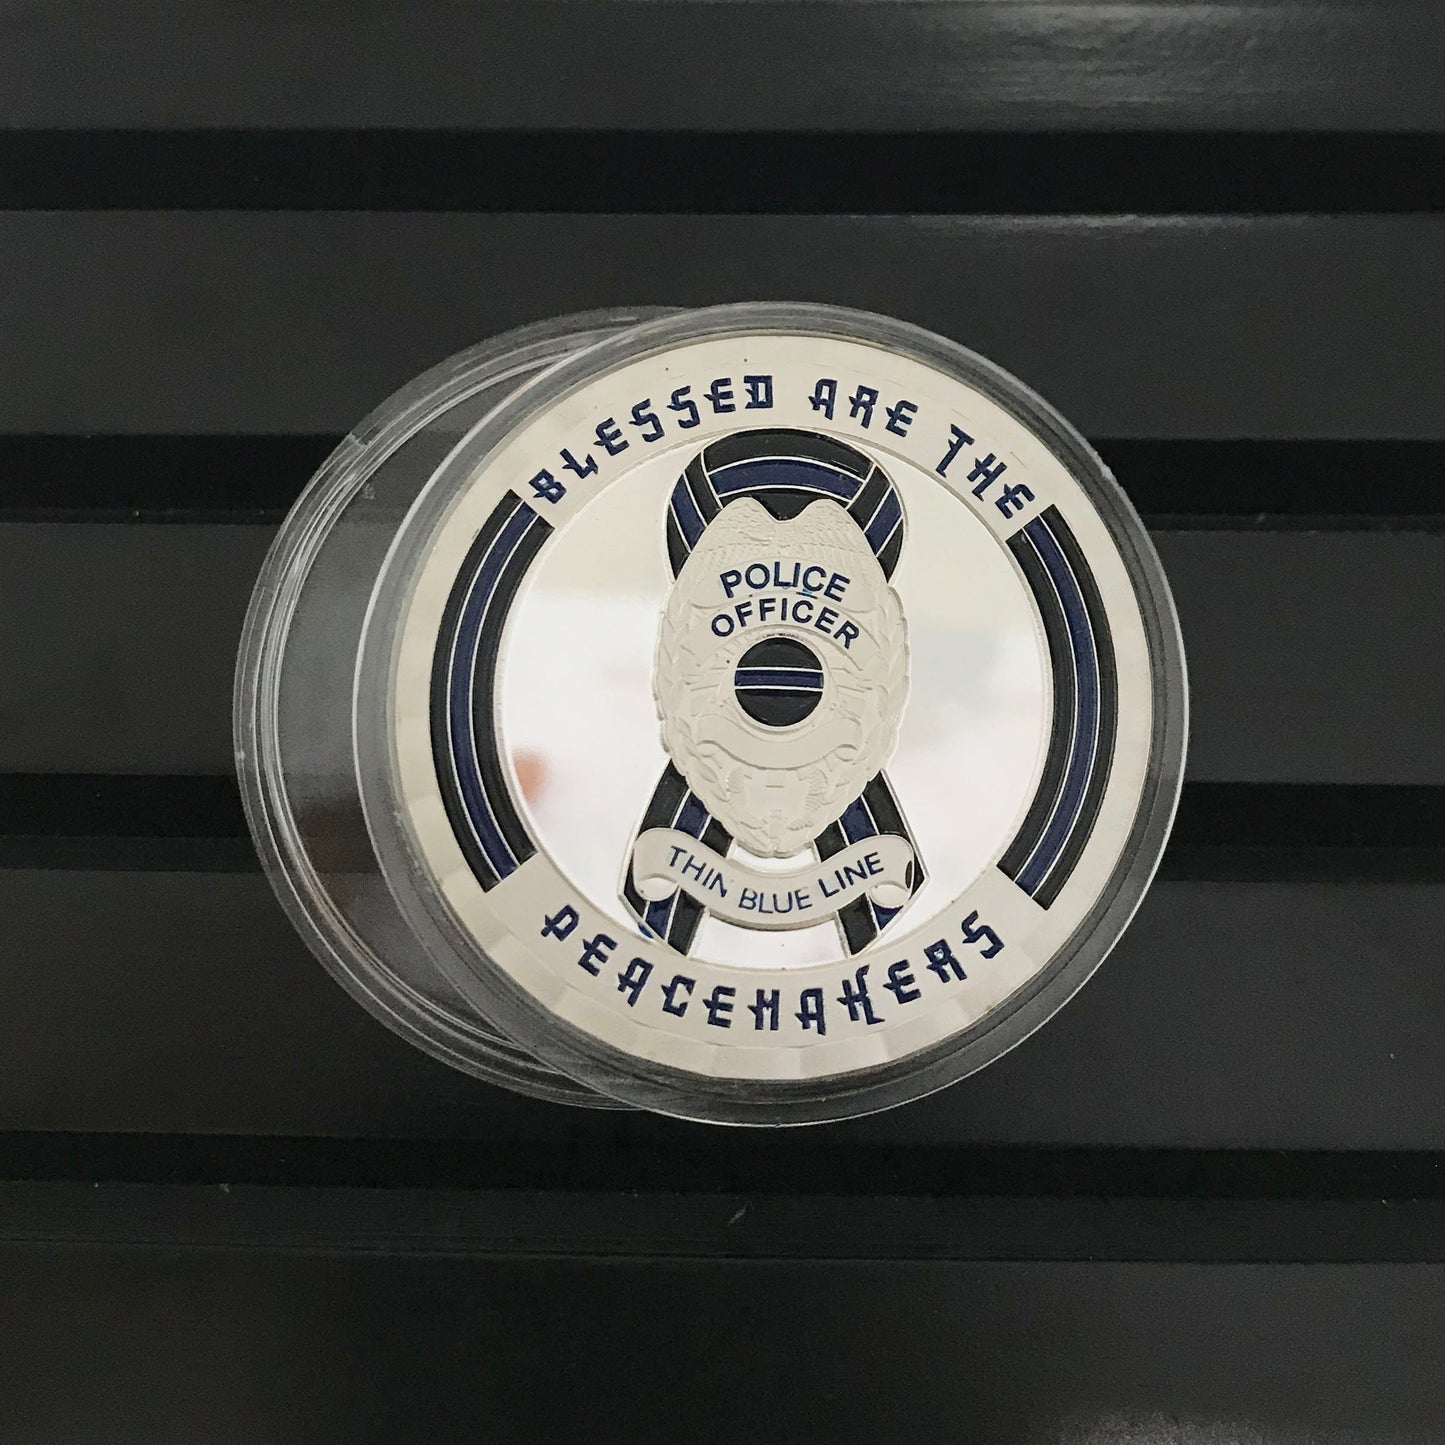 BLESSED ARE THE
POLICE
OFFICER
THIN BLUE LINE
PEACEMAKERS